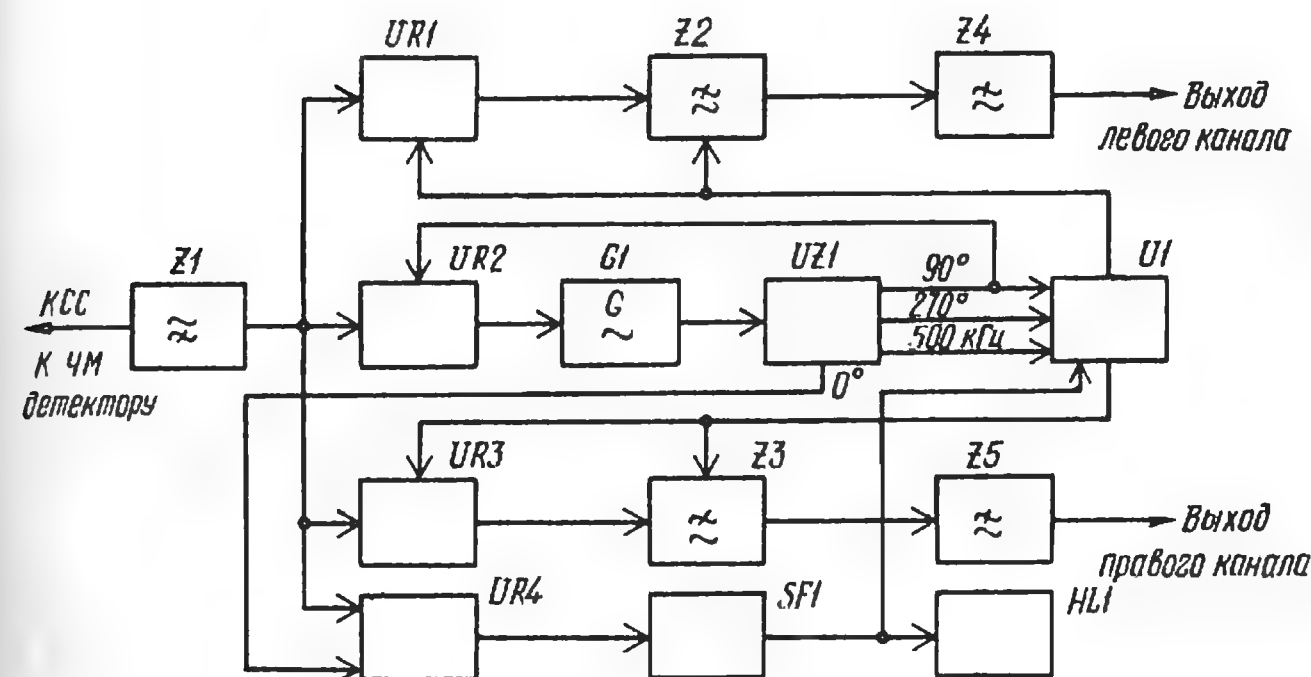 UR1
Z2
Z4
Выход
левого канала
Z1
UR2
G1
UZ1
90°
U1
КСС
G
270°
500 кГц
К ЧМ
детектору
0°
UR3
Z3
Z5
Выход
правого канала
UR4
SF1
HL1